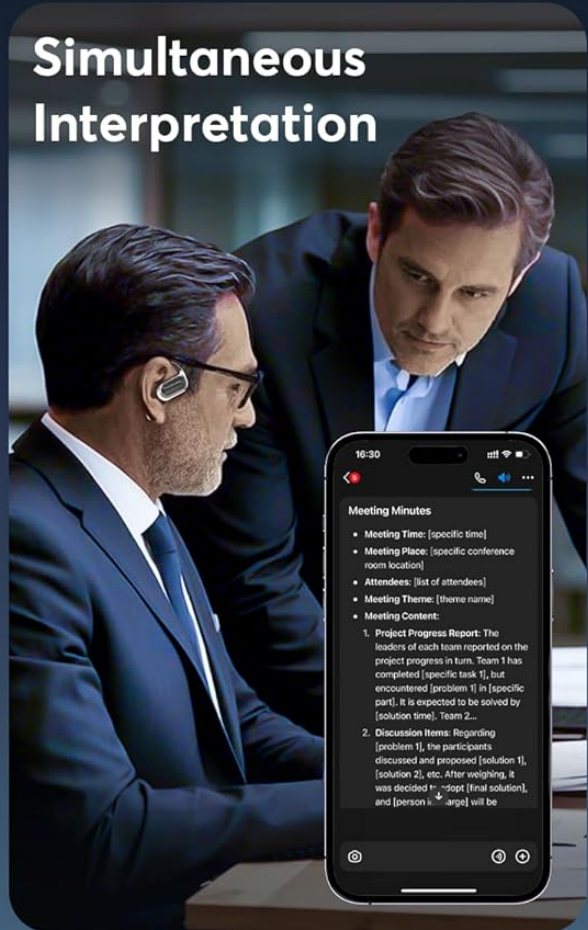 Simultaneous
Interpretation
16:30
Meeting Minutes
• Meeting Time: [specific time]
• Meeting Place: [specific conference
room location]
• Attendees: [list of attendees]
• Meeting Theme: [theme name]
• Meeting Content:
1. Project Progress Report: The
leaders of each team reported on the
project progress in turn. Team 1 has
completed [specific task 1], but
encountered [problem 1] in [specific
part]. It is expected to be solved by
[solution time]. Team 2...
2. Discussion Items: Regarding
[problem 1], the participants
discussed and proposed [solution 1],
[solution 2], etc. After weighing, it
was decided to adopt [final solution],
and [person in charge] will be